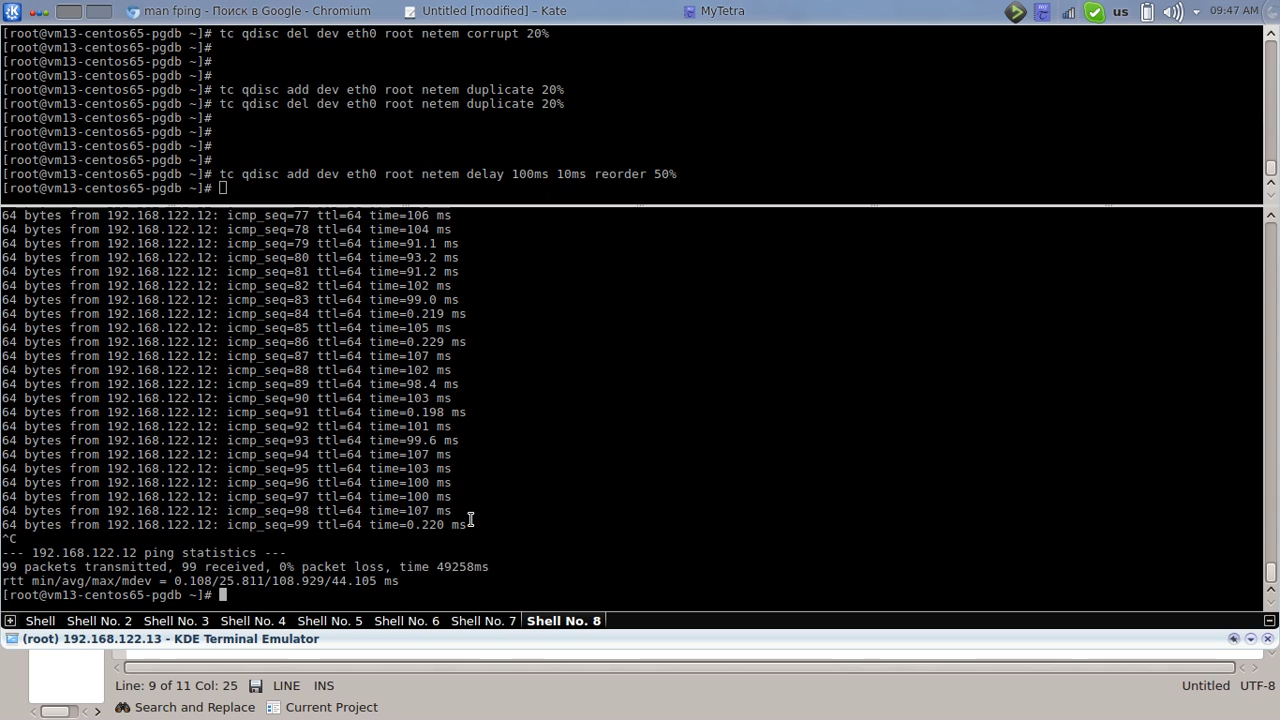 man fping - Поиск в Google - Chromium
Untitled [modified] – Kate
MyTetra
us
09:47 AM
[root@vm13-centos65-pgdb ~]# tc qdisc del dev eth0 root netem corrupt 20%
[root@vm13-centos65-pgdb ~]#
[root@vm13-centos65-pgdb ~]#
[root@vm13-centos65-pgdb ~]#
[root@vm13-centos65-pgdb ~]# tc qdisc add dev eth0 root netem duplicate 20%
[root@vm13-centos65-pgdb ~]# tc qdisc del dev eth0 root netem duplicate 20%
[root@vm13-centos65-pgdb ~]#
[root@vm13-centos65-pgdb ~]#
[root@vm13-centos65-pgdb ~]#
[root@vm13-centos65-pgdb ~]#
[root@vm13-centos65-pgdb ~]# tc qdisc add dev eth0 root netem delay 100ms 10ms reorder 50%
[root@vm13-centos65-pgdb ~]#
64 bytes from 192.168.122.12: icmp_seq=77 ttl=64 time=106 ms
64 bytes from 192.168.122.12: icmp_seq=78 ttl=64 time=104 ms
64 bytes from 192.168.122.12: icmp_seq=79 ttl=64 time=91.1 ms
64 bytes from 192.168.122.12: icmp_seq=80 ttl=64 time=93.2 ms
64 bytes from 192.168.122.12: icmp_seq=81 ttl=64 time=91.2 ms
64 bytes from 192.168.122.12: icmp_seq=82 ttl=64 time=102 ms
64 bytes from 192.168.122.12: icmp_seq=83 ttl=64 time=99.0 ms
64 bytes from 192.168.122.12: icmp_seq=84 ttl=64 time=0.219 ms
64 bytes from 192.168.122.12: icmp_seq=85 ttl=64 time=105 ms
64 bytes from 192.168.122.12: icmp_seq=86 ttl=64 time=0.229 ms
64 bytes from 192.168.122.12: icmp_seq=87 ttl=64 time=107 ms
64 bytes from 192.168.122.12: icmp_seq=88 ttl=64 time=102 ms
64 bytes from 192.168.122.12: icmp_seq=89 ttl=64 time=98.4 ms
64 bytes from 192.168.122.12: icmp_seq=90 ttl=64 time=103 ms
64 bytes from 192.168.122.12: icmp_seq=91 ttl=64 time=0.198 ms
64 bytes from 192.168.122.12: icmp_seq=92 ttl=64 time=101 ms
64 bytes from 192.168.122.12: icmp_seq=93 ttl=64 time=99.6 ms
64 bytes from 192.168.122.12: icmp_seq=94 ttl=64 time=107 ms
64 bytes from 192.168.122.12: icmp_seq=95 ttl=64 time=103 ms
64 bytes from 192.168.122.12: icmp_seq=96 ttl=64 time=100 ms
64 bytes from 192.168.122.12: icmp_seq=97 ttl=64 time=100 ms
64 bytes from 192.168.122.12: icmp_seq=98 ttl=64 time=107 ms
64 bytes from 192.168.122.12: icmp_seq=99 ttl=64 time=0.220 ms
^C
--- 192.168.122.12 ping statistics ---
99 packets transmitted, 99 received, 0% packet loss, time 49258ms
rtt min/avg/max/mdev = 0.108/25.811/108.929/44.105 ms
[root@vm13-centos65-pgdb ~]#
Shell Shell No. 2 Shell No. 3 Shell No. 4 Shell No. 5 Shell No. 6 Shell No. 7 Shell No. 8
(root) 192.168.122.13 - KDE Terminal Emulator
Line: 9 of 11 Col: 25 LINE INS Untitled UTF-8
Search and Replace Current Project